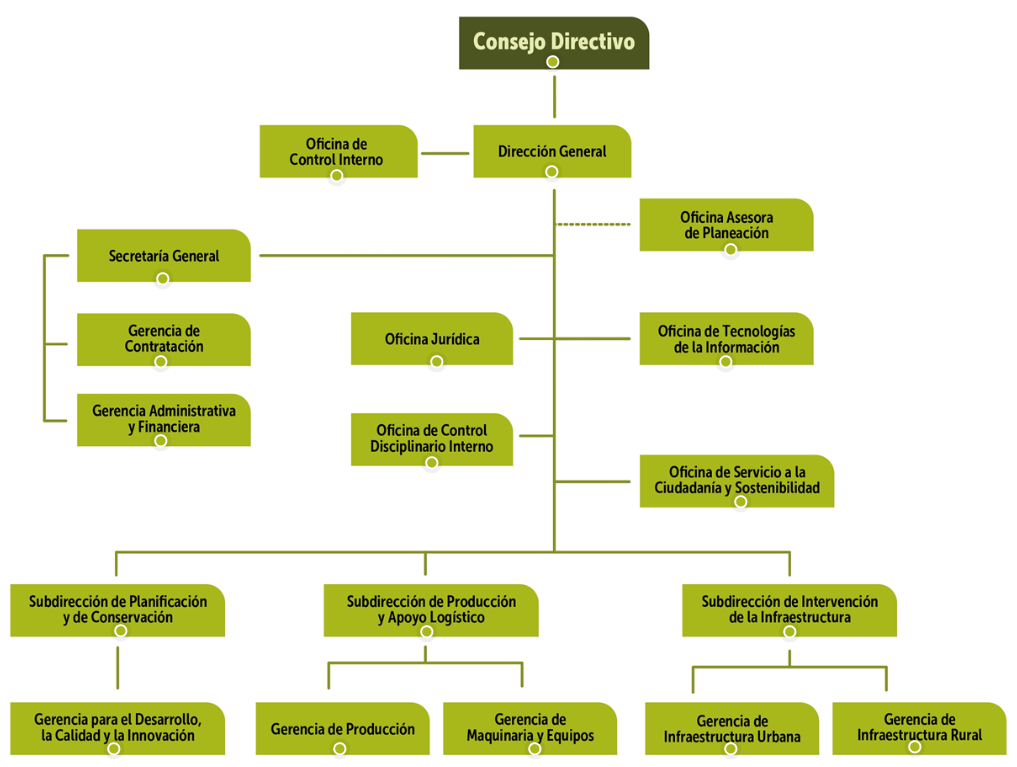 Consejo Directivo
Oficina de
Control Interno
Dirección General
Oficina Asesora
de Planeación
Secretaría General
Gerencia de
Contratación
Oficina Jurídica
Oficina de Tecnologías
de la Información
Gerencia Administrativa
y Financiera
Oficina de Control
Disciplinario Interno
Oficina de Servicio a la
Ciudadanía y Sostenibilidad
Subdirección de Planificación
y de Conservación
Subdirección de Producción
y Apoyo Logístico
Subdirección de Intervención
de la Infraestructura
Gerencia para el Desarrollo,
la Calidad y la Innovación
Gerencia de Producción
Gerencia de
Maquinaria y Equipos
Gerencia de
Infraestructura Urbana
Gerencia de
Infraestructura Rural